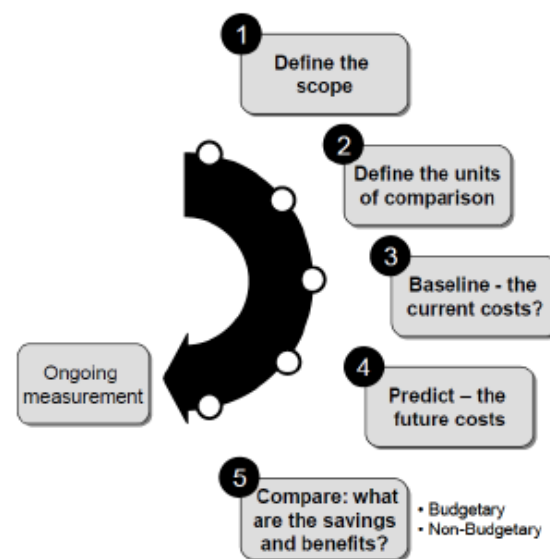 1
Define the
scope
2
Define the units
of comparison
3
Baseline - the
current costs?
4
Predict – the
future costs
5
Compare: what
are the savings
and benefits?
• Budgetary
• Non-Budgetary
Ongoing
measurement